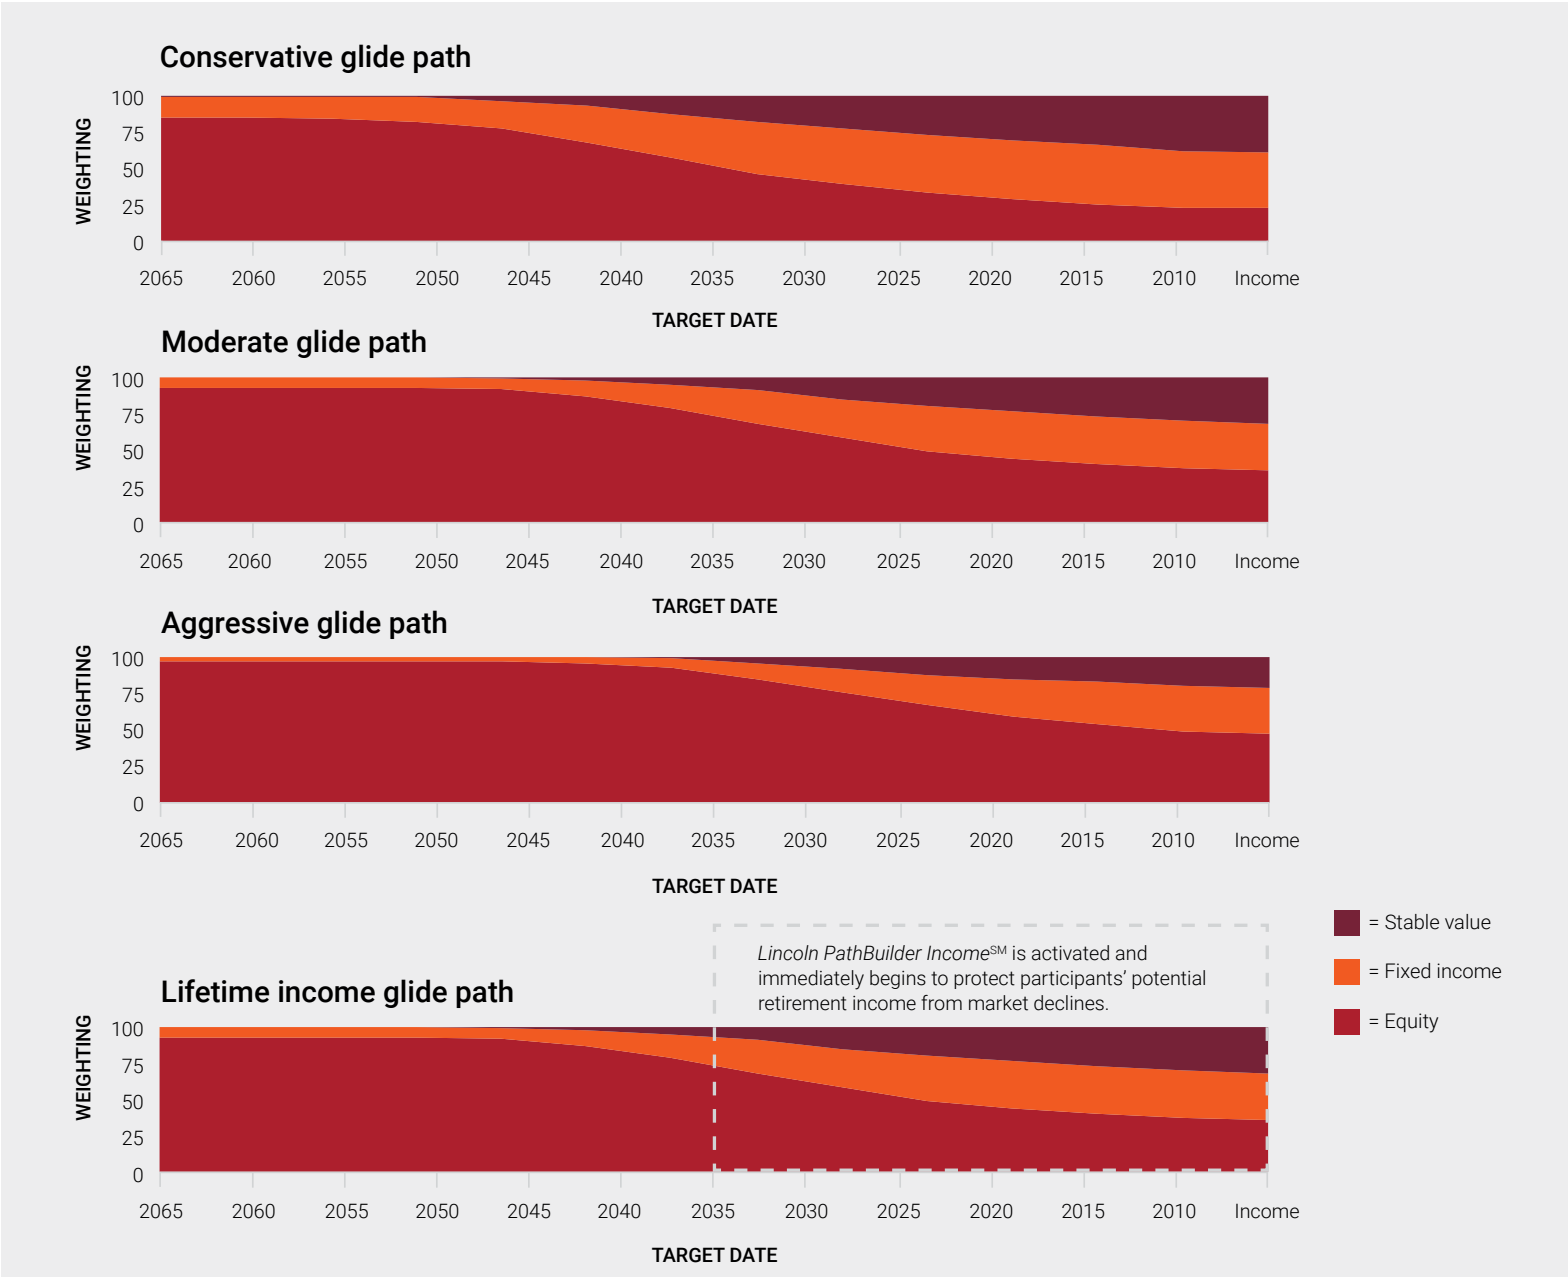 Conservative glide path
WEIGHTING
100
75
50
25
0
2065 2060 2055 2050 2045 2040 2035 2030 2025 2020 2015 2010 Income
TARGET DATE
Moderate glide path
WEIGHTING
100
75
50
25
0
2065 2060 2055 2050 2045 2040 2035 2030 2025 2020 2015 2010 Income
TARGET DATE
Aggressive glide path
WEIGHTING
100
75
50
25
0
2065 2060 2055 2050 2045 2040 2035 2030 2025 2020 2015 2010 Income
TARGET DATE
= Stable value
= Fixed income
= Equity
Lincoln PathBuilder Income℠ is activated and
immediately begins to protect participants’ potential
retirement income from market declines.
Lifetime income glide path
WEIGHTING
100
75
50
25
0
2065 2060 2055 2050 2045 2040 2035 2030 2025 2020 2015 2010 Income
TARGET DATE